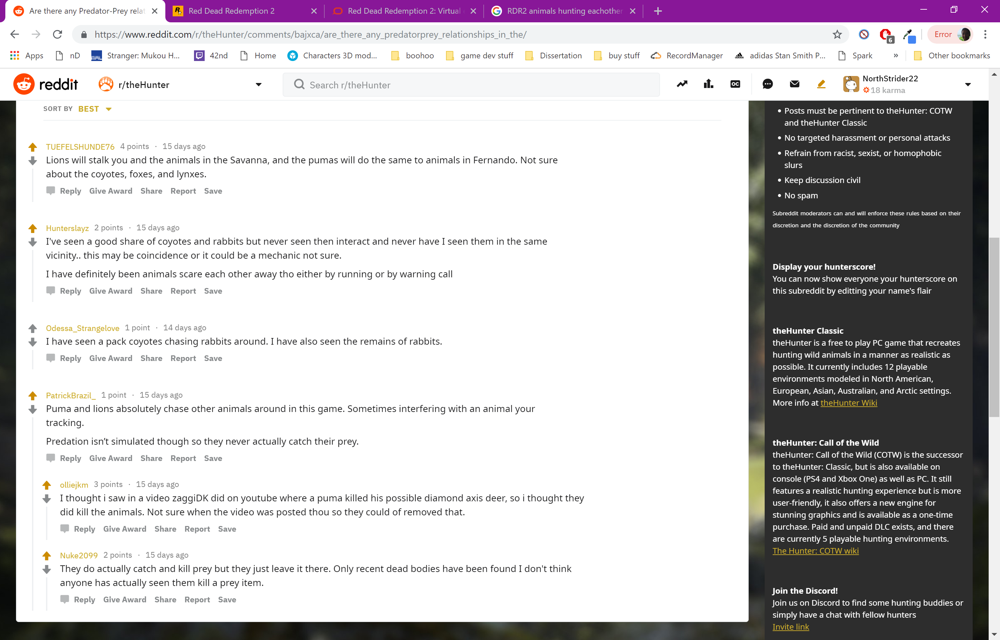 Are there any Predator-Prey relat
Red Dead Redemption 2
Red Dead Redemption 2: Virtual
RDR2 animals hunting eachother
https://www.reddit.com/r/theHunter/comments/bajxca/are_there_any_predatorprey_relationships_in_the/
6
Error
Apps
nD
MAL
Stranger: Mukou H...
42nd
Home
Characters 3D mod...
boohoo
game dev stuff
Dissertation
buy stuff
RecordManager
adidas
adidas Stan Smith P...
Spark
»
Other bookmarks
reddit
r/theHunter
Search r/theHunter
OC
NorthStrider22
18 karma
SORT BY BEST
TUEFELSHUNDE76 4 points · 15 days ago
Lions will stalk you and the animals in the Savanna, and the pumas will do the same to animals in Fernando. Not sure
about the coyotes, foxes, and lynxes.
Reply Give Award Share Report Save
Hunterslayz 2 points · 15 days ago
I've seen a good share of coyotes and rabbits but never seen then interact and never have I seen them in the same
vicinity.. this may be coincidence or it could be a mechanic not sure.
I have definitely been animals scare each other away tho either by running or by warning call
Reply Give Award Share Report Save
Odessa_Strangelove 1 point · 14 days ago
I have seen a pack coyotes chasing rabbits around. I have also seen the remains of rabbits.
Reply Give Award Share Report Save
PatrickBrazil_ 1 point · 15 days ago
Puma and lions absolutely chase other animals around in this game. Sometimes interfering with an animal your
tracking.
Predation isn’t simulated though so they never actually catch their prey.
Reply Give Award Share Report Save
olliejkm 3 points · 15 days ago
I thought i saw in a video zaggiDK did on youtube where a puma killed his possible diamond axis deer, so i thought they
did kill the animals. Not sure when the video was posted thou so they could of removed that.
Reply Give Award Share Report Save
Nuke2099 2 points · 15 days ago
They do actually catch and kill prey but they just leave it there. Only recent dead bodies have been found I don't think
anyone has actually seen them kill a prey item.
Reply Give Award Share Report Save
• Posts must be pertinent to theHunter: COTW
and theHunter Classic
• No targeted harassment or personal attacks
• Refrain from racist, sexist, or homophobic
slurs
• Keep discussion civil
• No spam
Subreddit moderators can and will enforce these rules based on their
discretion and the discretion of the community
Display your hunterscore!
You can now show everyone your hunterscore on
this subreddit by editting your name's flair
theHunter Classic
theHunter is a free to play PC game that recreates
hunting wild animals in a manner as realistic as
possible. It currently includes 12 playable
environments modeled in North American,
European, Asian, Australian, and Arctic settings.
More info at theHunter Wiki
theHunter: Call of the Wild
theHunter: Call of the Wild (COTW) is the successor
to theHunter: Classic, but is also available on
console (PS4 and Xbox One) as well as PC. It still
features a realistic hunting experience but is more
user-friendly, it also offers a new engine for
stunning graphics and is available as a one-time
purchase. Paid and unpaid DLC exists, and there
are currently 5 playable hunting environments.
The Hunter: COTW wiki
Join the Discord!
Join us on Discord to find some hunting buddies or
simply have a chat with fellow hunters
Invite link